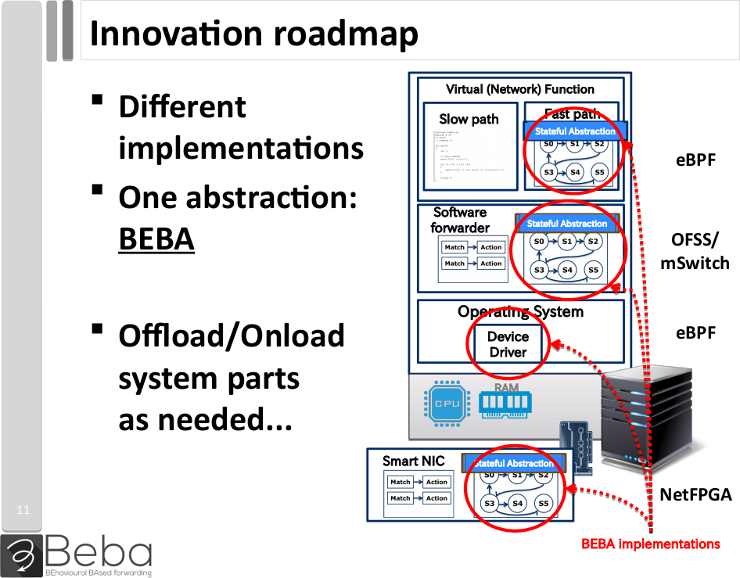 Innovation roadmap
▪ Different
implementations
▪ One abstraction:
BEBA
▪ Offload/Onload
system parts
as needed...
Virtual (Network) Function
Slow path
Fast path
Stateful Abstraction
S0 S1 S2
S3 S4 S5
eBPF
Software
forwarder
Match Action
Match Action
Stateful Abstraction
S0 S1 S2
S3 S4 S5
OFSS/
mSwitch
Operating System
Device
Driver
eBPF
CPU
RAM
Smart NIC
Match Action
Match Action
Stateful Abstraction
S0 S1 S2
S3 S4 S5
NetFPGA
BEBA implementations
11
Beba
BEhavioural BAsed forwarding